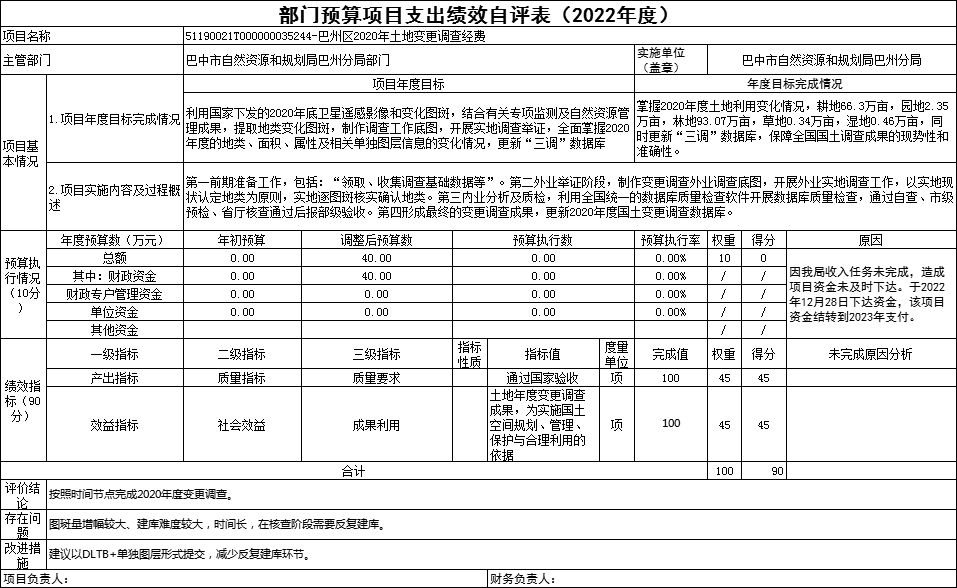 部门预算项目支出绩效自评表（2022年度）
项目名称 51190021T000000035244-巴州区2020年土地变更调查经费
主管部门 巴中市自然资源和规划局巴州分局部门 实施单位（盖章） 巴中市自然资源和规划局巴州分局
项目基本情况
项目年度目标 年度目标完成情况
1.项目年度目标完成情况
利用国家下发的2020年底卫星遥感影像和变化图斑，结合有关专项监测及自然资源管
理成果，提取地类变化图斑，制作调查工作底图，开展实地调查举证，全面掌握2020
年度的地类、面积、属性及相关单独图层信息的变化情况，更新“三调”数据库
掌握2020年度土地利用变化情况，耕地66.3万亩，园地2.35
万亩，林地93.07万亩，草地0.34万亩，湿地0.46万亩，同
时更新“三调”数据库，保障全国国土调查成果的现势性和
准确性。
2.项目实施内容及过程概述
第一前期准备工作，包括：“领取、收集调查基础数据等”。第二外业举证阶段，制作变更调查外业调查底图，开展外业实地调查工作，以实地现
状认定地类为原则，实地逐图斑核实确认地类。第三内业分析及质检，利用全国统一的数据库质量检查软件开展数据库质量检查，通过自查、市级
预检、省厅核查通过后报部级验收。第四形成最终的变更调查成果，更新2020年度国土变更调查数据库。
预算执行情况（10分）
年度预算数（万元） 年初预算 调整后预算数 预算执行数 预算执行率 权重 得分 原因
总额 0.00 40.00 0.00 0.00% 10 0
其中：财政资金 0.00 40.00 0.00 0.00% / /
财政专户管理资金 0.00 0.00 0.00 0.00% / /
单位资金 0.00 0.00 0.00 0.00% / /
其他资金 / /
因我局收入任务未完成，造成
项目资金未及时下达。于2022
年12月28日下达资金，该项目
资金结转到2023年支付。
绩效指标（90分）
一级指标 二级指标 三级指标 指标性质 指标值 度量单位 完成值 权重 得分 未完成原因分析
产出指标 质量指标 质量要求 通过国家验收 项 100 45 45
效益指标 社会效益 成果利用 土地年度变更调查成果，为实施国土空间规划、管理、保护与合理利用的依据 项 100 45 45
合计 100 90
评价结论 按照时间节点完成2020年度变更调查。
存在问题 图斑量增幅较大、建库难度较大，时间长，在核查阶段需要反复建库。
改进措施 建议以DLTB+单独图层形式提交，减少反复建库环节。
项目负责人： 财务负责人：